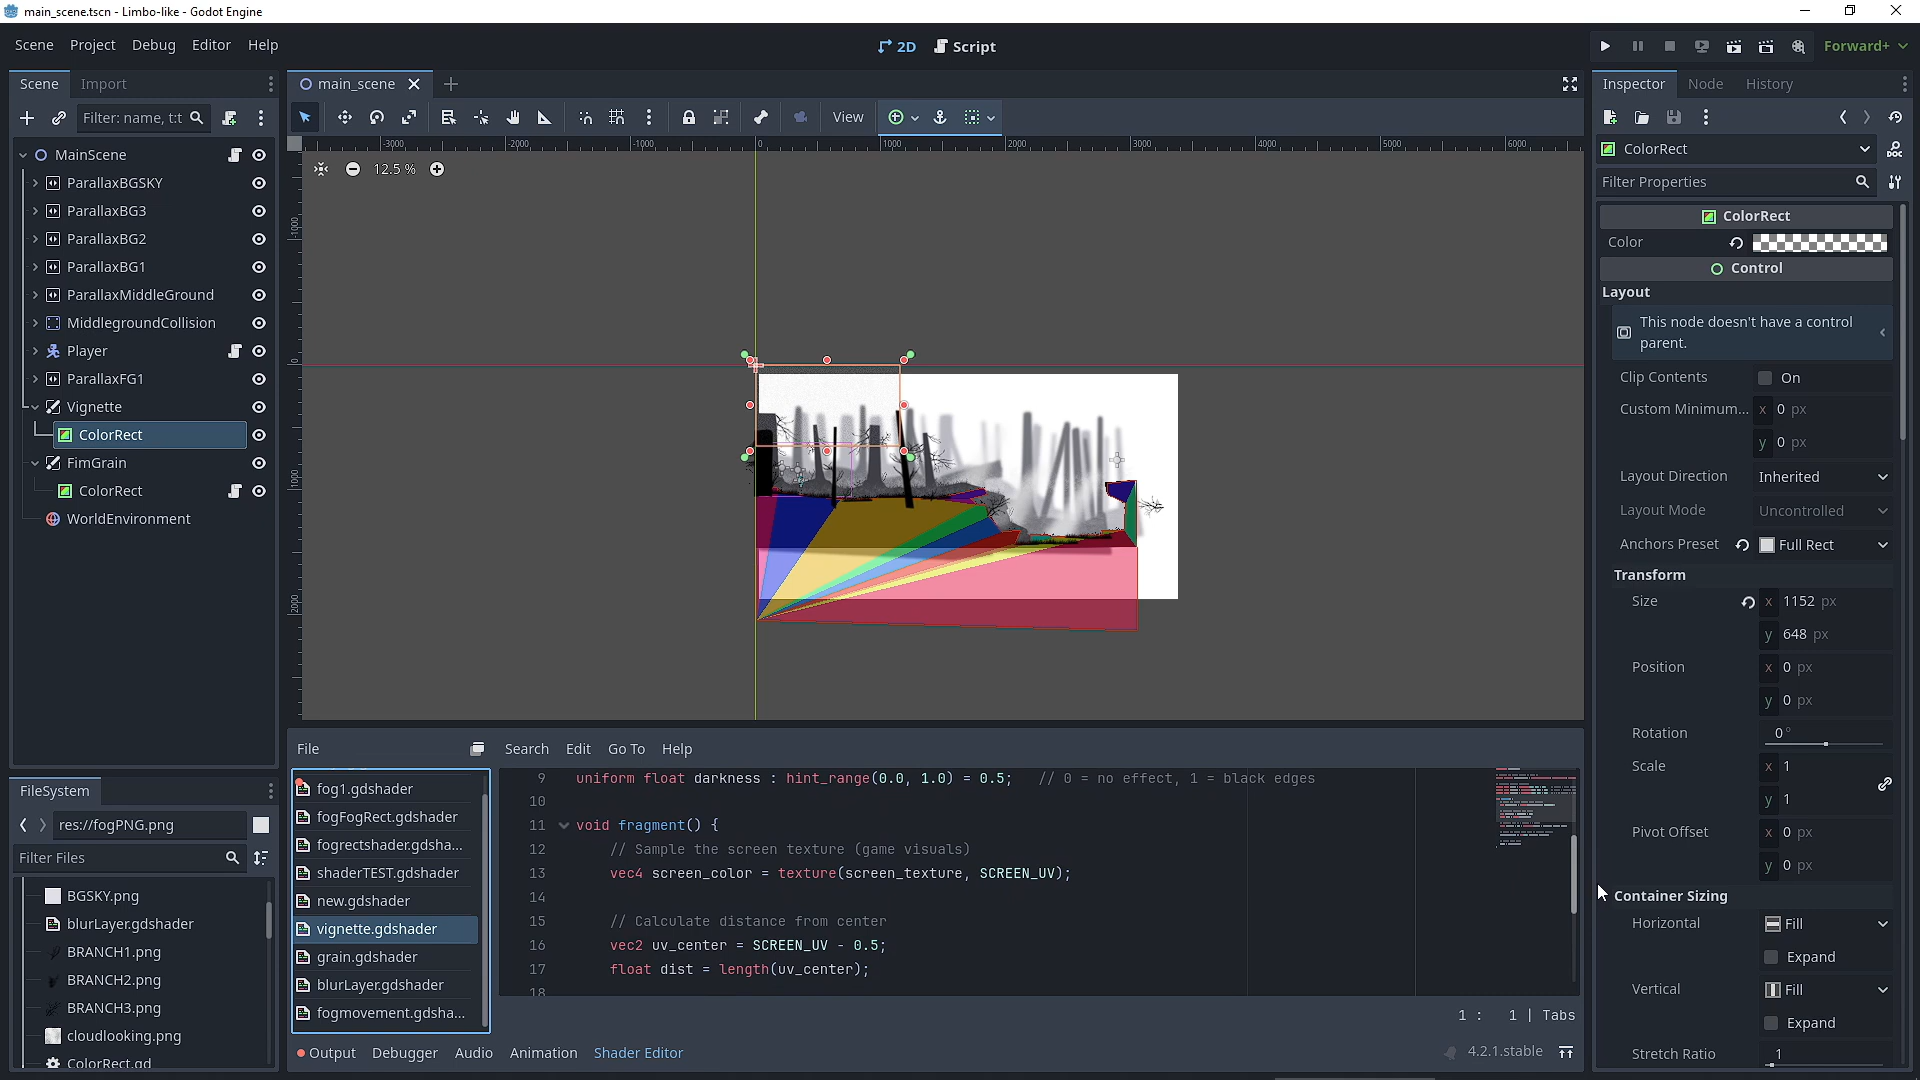 main_scene.tscn - Limbo-like - Godot Engine
Scene Project Debug Editor Help
2D Script
Forward+
Scene Import
main_scene
Inspector Node History
Filter: name, t:t
View
MainScene
ParallaxBGSKY
ParallaxBG3
ParallaxBG2
ParallaxBG1
ParallaxMiddleGround
MiddlegroundCollision
Player
ParallaxFG1
Vignette
ColorRect
FimGrain
ColorRect
WorldEnvironment
-3000 -2000 -1000 0 1000 2000 3000 4000 5000 6000
-1000
0
1000
2000
12.5 %
ColorRect
Filter Properties
ColorRect
Color
Control
Layout
This node doesn't have a control
parent.
Clip Contents On
Custom Minimum... x 0 px
y 0 px
Layout Direction Inherited
Layout Mode Uncontrolled
Anchors Preset Full Rect
Transform
Size x 1152 px
y 648 px
Position x 0 px
y 0 px
Rotation 0 °
Scale x 1
y 1
Pivot Offset x 0 px
y 0 px
Container Sizing
Horizontal Fill
Expand
Vertical Fill
Expand
Stretch Ratio 1
FileSystem
res://fogPNG.png
Filter Files
BGSKY.png
blurLayer.gdshader
BRANCH1.png
BRANCH2.png
BRANCH3.png
cloudlooking.png
ColorRect.gd
File Search Edit Go To Help
fog1.gdshader
fogFogRect.gdshader
fogrectshader.gdsha...
shaderTEST.gdshader
new.gdshader
vignette.gdshader
grain.gdshader
blurLayer.gdshader
fogmovement.gdsha...
9 uniform float darkness : hint_range(0.0, 1.0) = 0.5; // 0 = no effect, 1 = black edges
10
11 void fragment() {
12 // Sample the screen texture (game visuals)
13 vec4 screen_color = texture(screen_texture, SCREEN_UV);
14
15 // Calculate distance from center
16 vec2 uv_center = SCREEN_UV - 0.5;
17 float dist = length(uv_center);
18
1 : 1 | Tabs
Output Debugger Audio Animation Shader Editor
4.2.1.stable